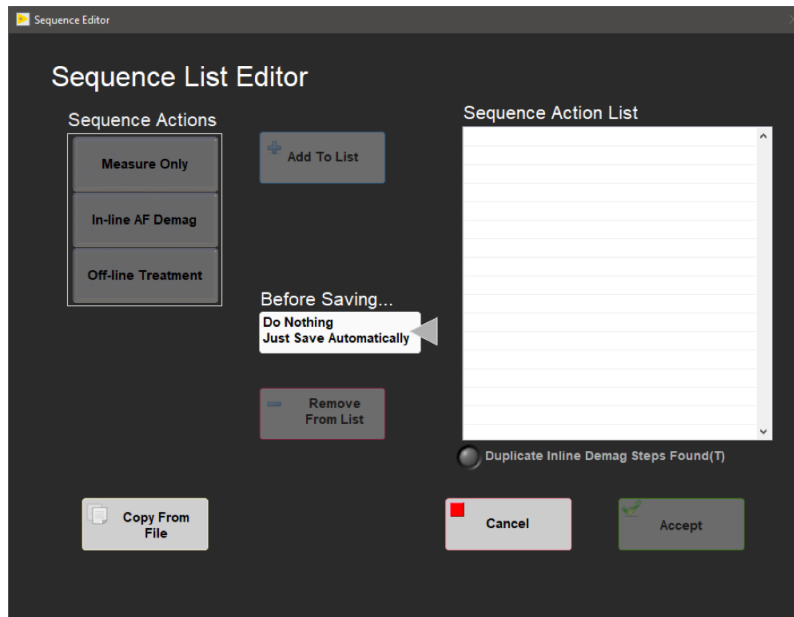 Sequence Editor
Sequence List Editor
Sequence Actions
Measure Only
In-line AF Demag
Off-line Treatment
Add To List
Before Saving...
Do Nothing
Just Save Automatically
Remove
From List
Sequence Action List
Duplicate Inline Demag Steps Found(T)
Copy From
File
Cancel
Accept